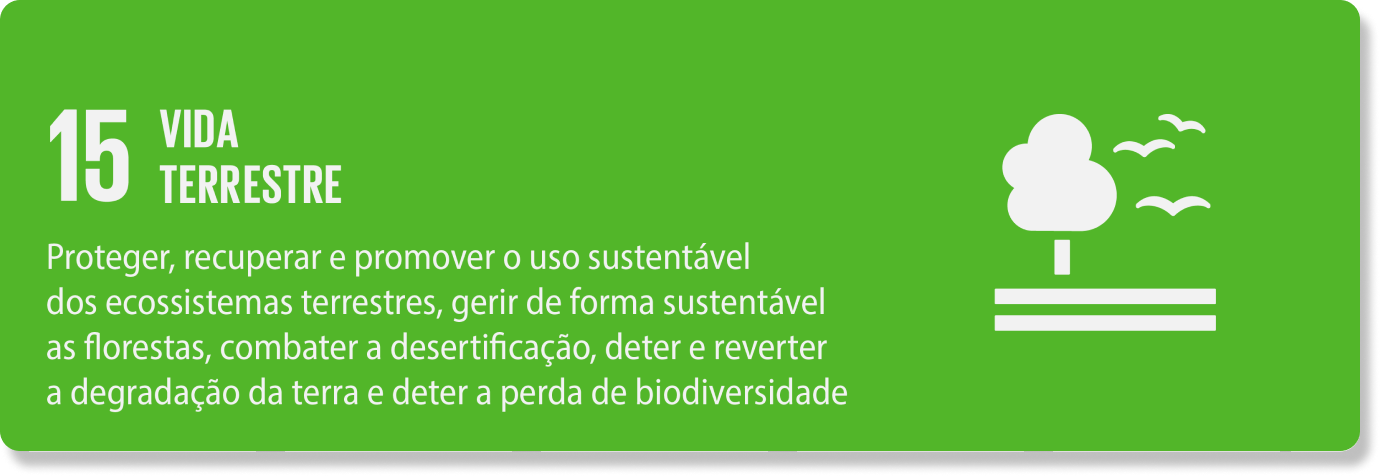 15 VIDA
TERRESTRE
Proteger, recuperar e promover o uso sustentável
dos ecossistemas terrestres, gerir de forma sustentável
as florestas, combater a desertificação, deter e reverter
a degradação da terra e deter a perda de biodiversidade